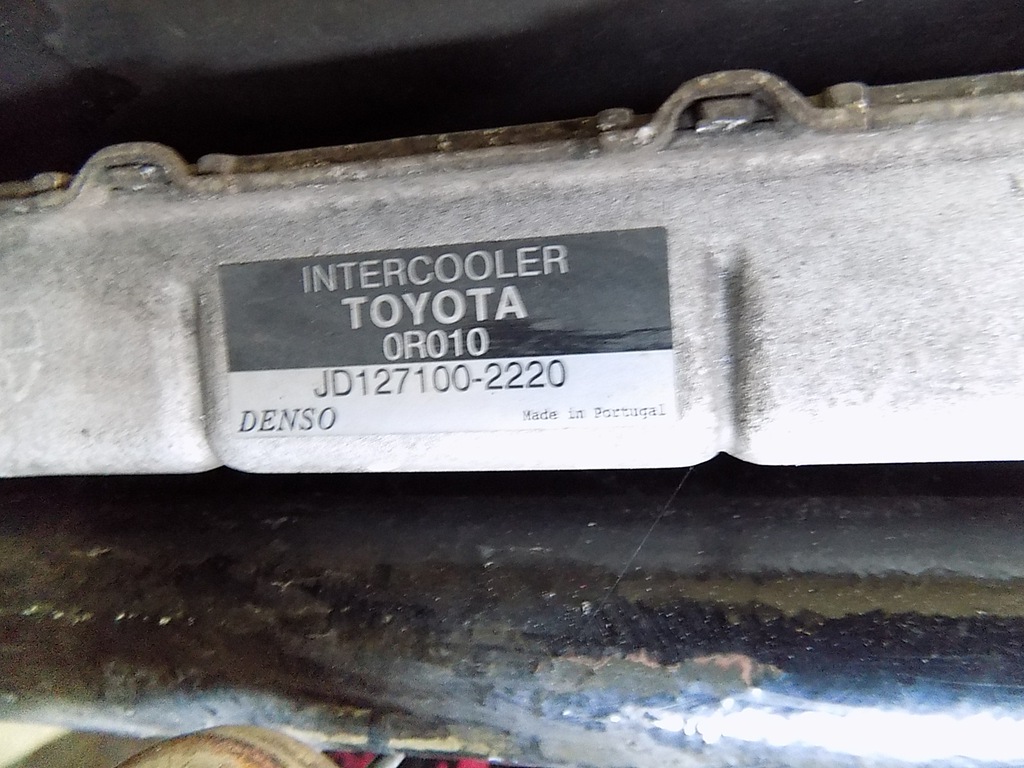 INTERCOOLER
TOYOTA
0R010
JD127100-2220
DENSO Made in Portugal